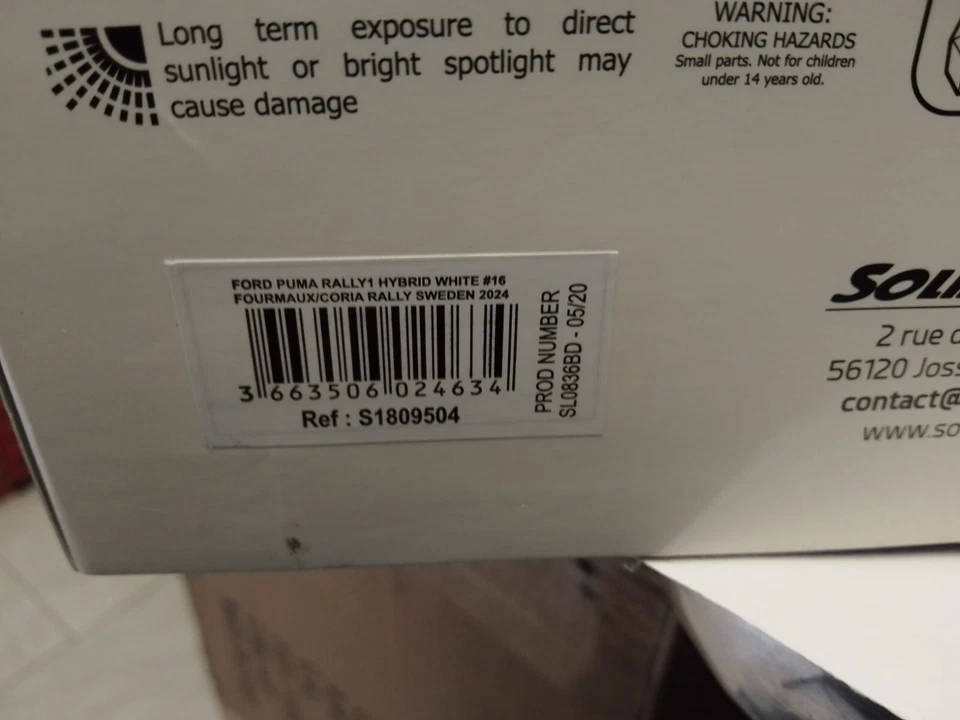 Long term exposure to direct
sunlight or bright spotlight may
cause damage
WARNING:
CHOKING HAZARDS
Small parts. Not for children
under 14 years old.
FORD PUMA RALLY1 HYBRID WHITE #16
FOURMAUX/CORIA RALLY SWEDEN 2024
3 663506 024634
Ref : S1809504
PROD NUMBER
SL0836BD - 05/20
2 rue
56120
contact@
www.